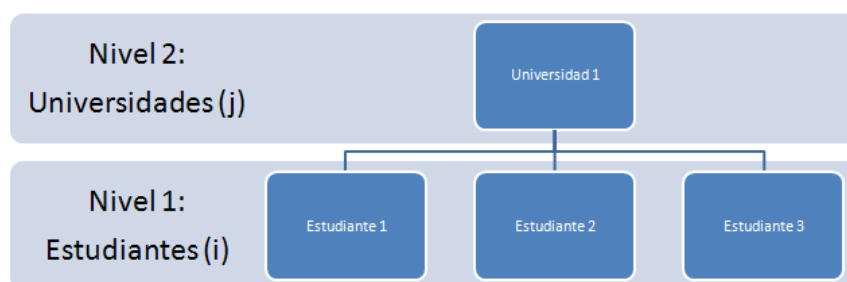 Nivel 2:
Universidades (j)
Universidad 1
Nivel 1:
Estudiantes (i)
Estudiante 1
Estudiante 2
Estudiante 3